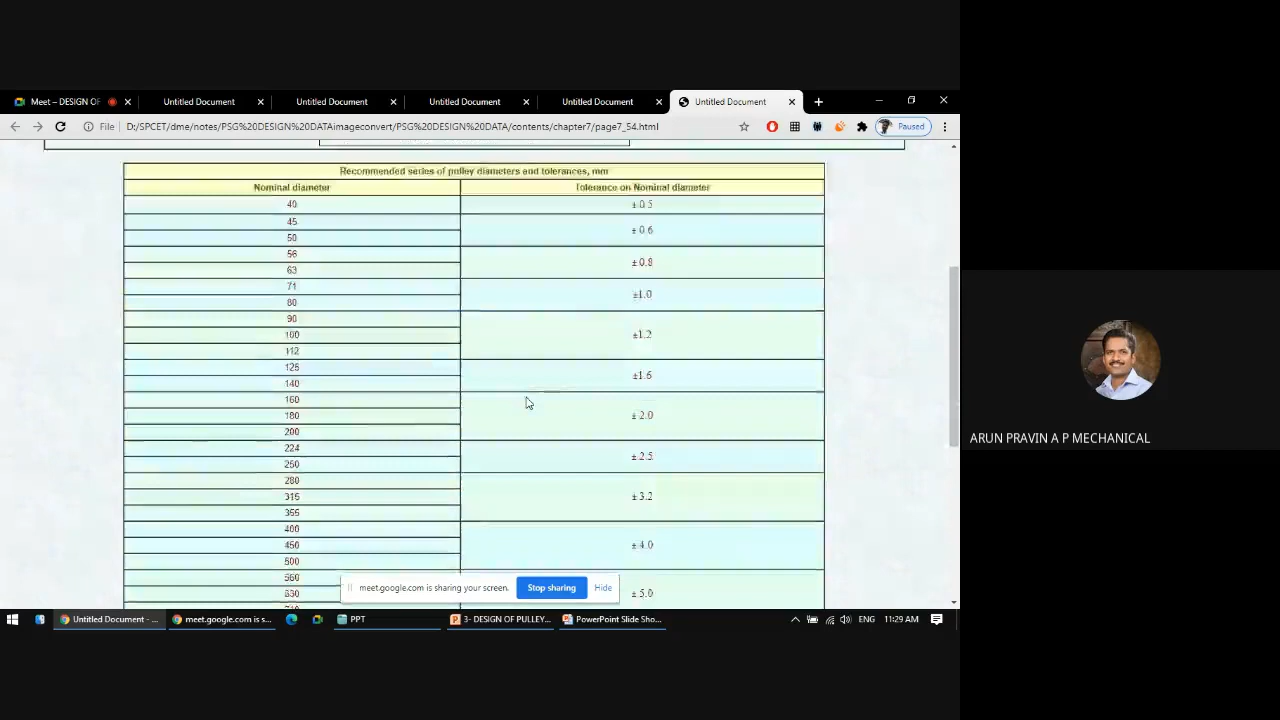 Meet – DESIGN OF
Untitled Document
Untitled Document
Untitled Document
Untitled Document
Untitled Document
File D:/SPCET/dme/notes/PSG%20DESIGN%20DATAimageconvert/PSG%20DESIGN%20DATA/contents/chapter7/page7_54.html
Paused
Recommended series of pulley diameters and tolerances, mm
Nominal diameter Tolerance on Nominal diameter
40 ± 0.5
45
± 0.6
50
56
± 0.8
63
71
±1.0
80
90
100 ±1.2
112
125
±1.6
140
160
180 ± 2.0
200
224
± 2.5
250
280
315 ± 3.2
355
400
450 ± 4.0
500
560
meet.google.com is sharing your screen. Stop sharing Hide
630 ± 5.0
ARUN PRAVIN A P MECHANICAL
Untitled Document - ... meet.google.com is s... PPT 3- DESIGN OF PULLEY... PowerPoint Slide Sho... ENG 11:29 AM